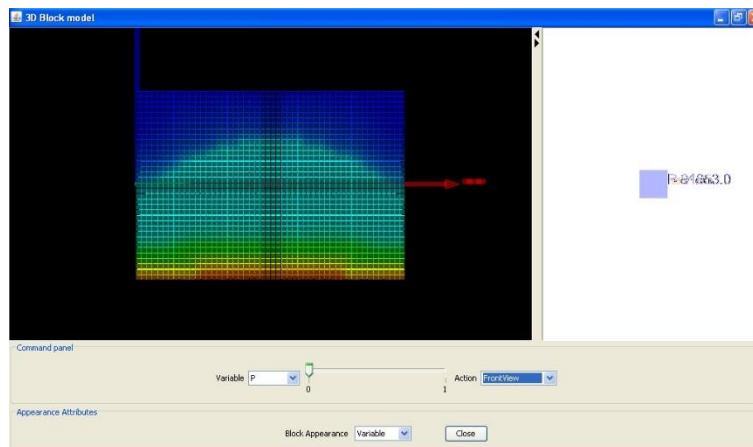 3D Block model
Command panel
Variable P 0 1 Action FrontView
Appearance Attributes
Block Appearance Variable Close